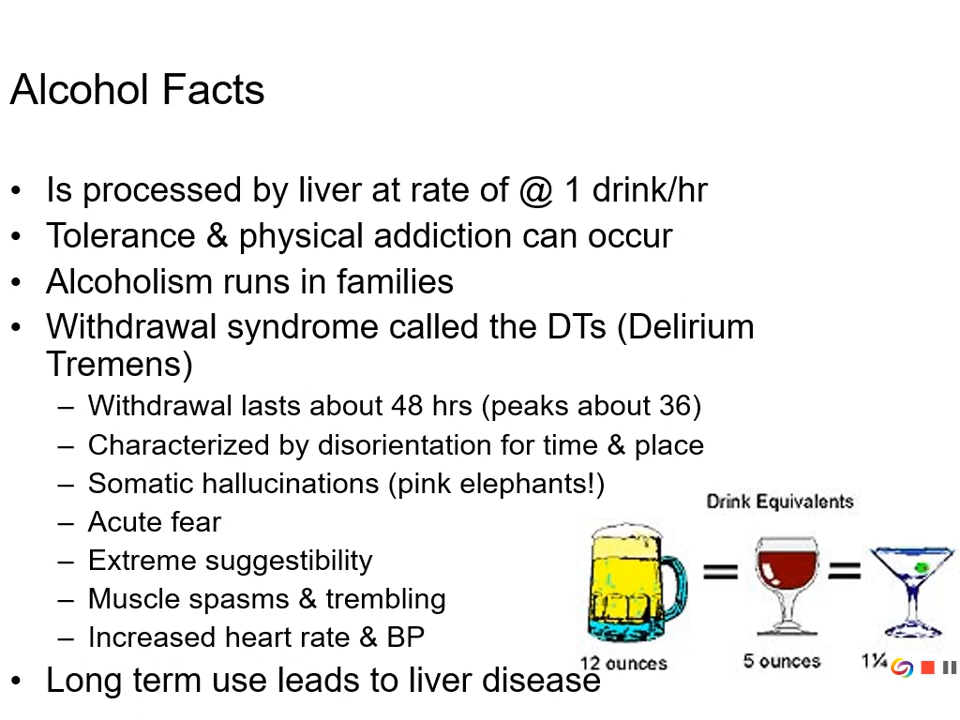 Alcohol Facts
• Is processed by liver at rate of @ 1 drink/hr
• Tolerance & physical addiction can occur
• Alcoholism runs in families
• Withdrawal syndrome called the DTs (Delirium
Tremens)
– Withdrawal lasts about 48 hrs (peaks about 36)
– Characterized by disorientation for time & place
– Somatic hallucinations (pink elephants!)
– Acute fear
– Extreme suggestibility
– Muscle spasms & trembling
– Increased heart rate & BP
• Long term use leads to liver disease
Drink Equivalents
= =
12 ounces 5 ounces 1¼